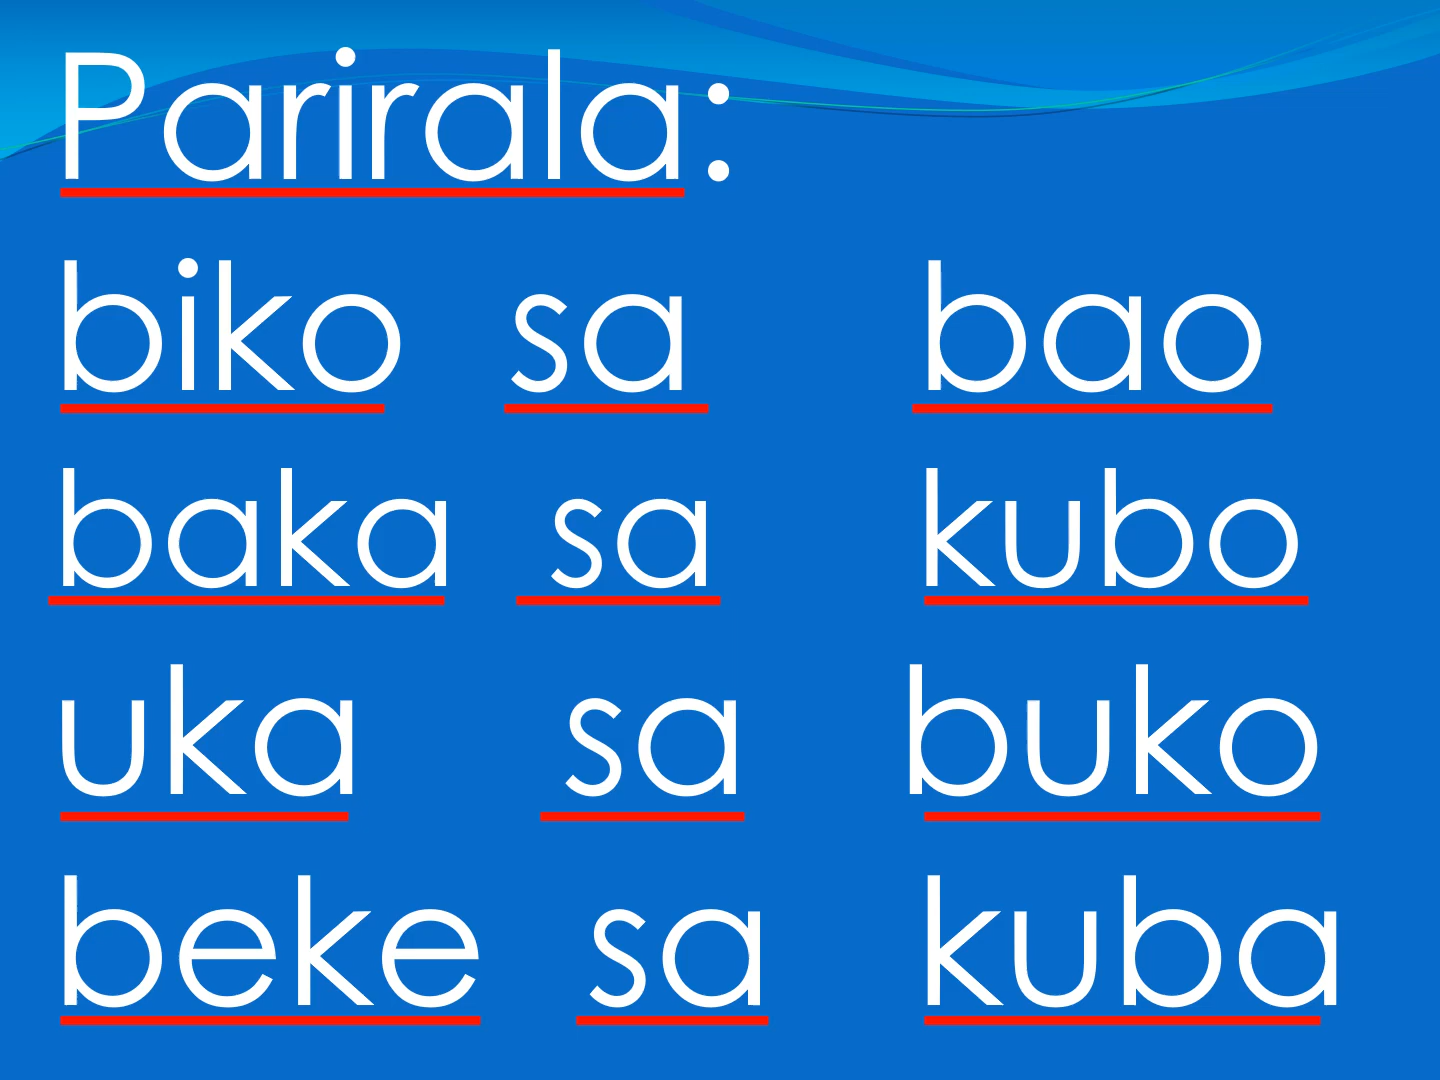 Parirala:
biko sa bao
baka sa kubo
uka sa buko
beke sa kuba